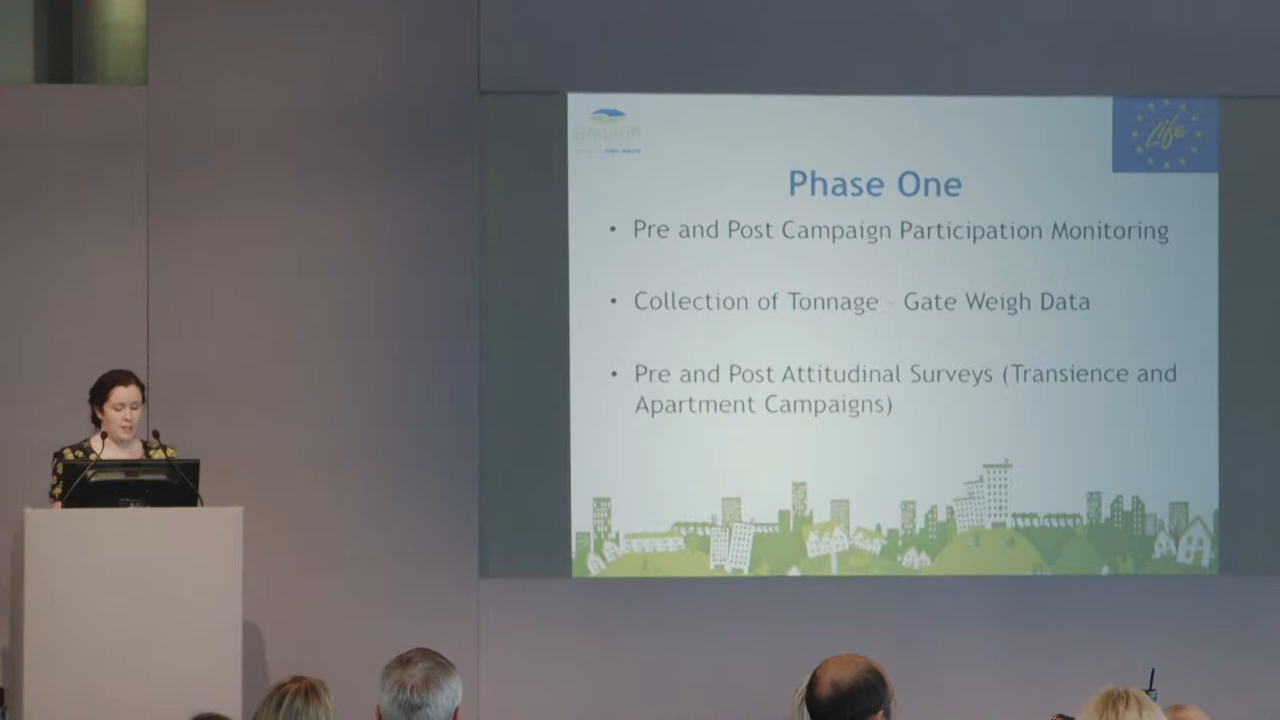 Life
Phase One
• Pre and Post Campaign Participation Monitoring
• Collection of Tonnage - Gate Weigh Data
• Pre and Post Attitudinal Surveys (Transience and
Apartment Campaigns)